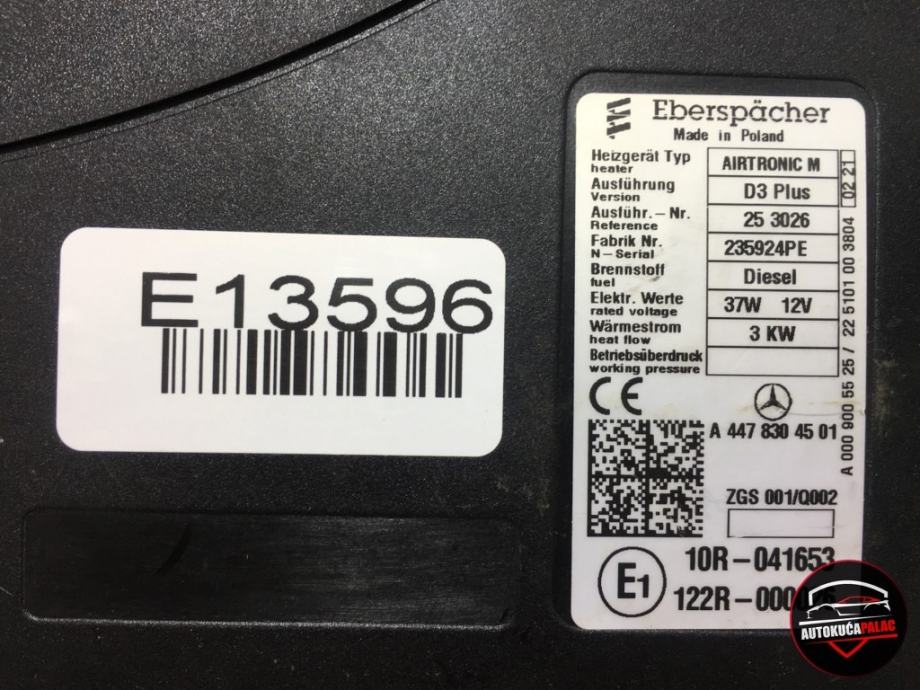 E13596
Eberspächer
Made in Poland
Heizgerät Typ AIRTRONIC M
heater
Ausführung D3 Plus
Version
Ausführ.-Nr. 25 3026
Reference
Fabrik Nr. 235924PE
N-Serial
Brennstoff Diesel
fuel
Elektr. Werte 37W 12V
rated voltage
Wärmestrom 3 KW
heat flow
Betriebsüberdruck
working pressure
CE
A 447 830 45 01
ZGS 001/Q002
E1
10R-041653
122R-000026
A 000 900 55 25 / 22 5101 00 3804 02 21
AUTOKUĆA PALAC